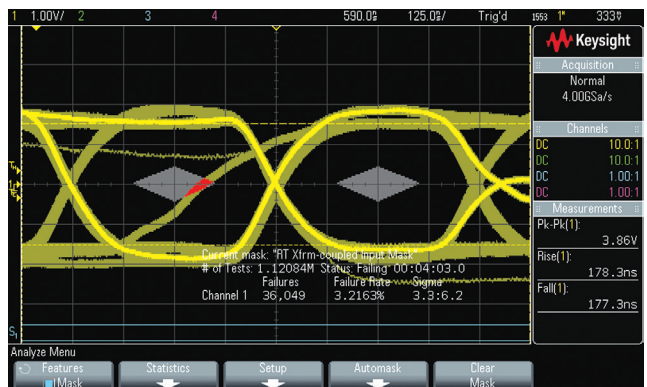 1 1.00V/ 2 3 4 590.0ns 125.0ns/ Trig'd 1553 1 333V
Keysight
Acquisition
Normal
4.00GSa/s
Channels
DC 10.0:1
DC 10.0:1
DC 1.00:1
DC 1.00:1
Measurements
Pk-Pk(1):
3.86V
Rise(1):
178.3ns
Fall(1):
177.3ns
Current mask: "RT Xfrm-coupled Input Mask"
# of Tests: 1.12084M Status: Failing 00:04:03.0
Failures Failure Rate Sigma
Channel 1 36,049 3.2163% 3.3:6.2
Analyze Menu
Features Statistics Setup Automask Clear
Mask Mask